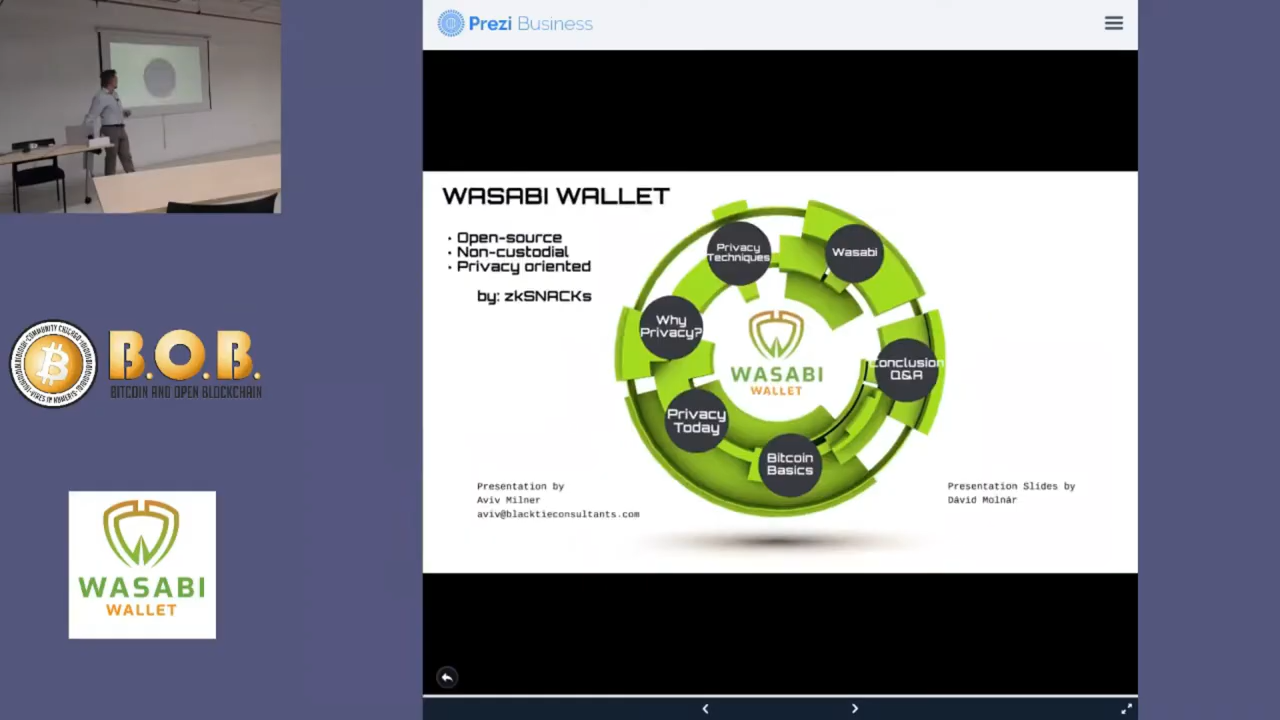 Prezi Business
WASABI WALLET
• Open-source
• Non-custodial
• Privacy oriented
by: zkSNACKs
Privacy
Techniques
Wasabi
Why
Privacy?
WASABI
WALLET
Conclusion
Q&A
Privacy
Today
Bitcoin
Basics
Presentation by
Aviv Milner
aviv@blacktieconsultants.com
Presentation Slides by
Dávid Molnár
B.O.B.
BITCOIN AND OPEN BLOCKCHAIN
WASABI
WALLET